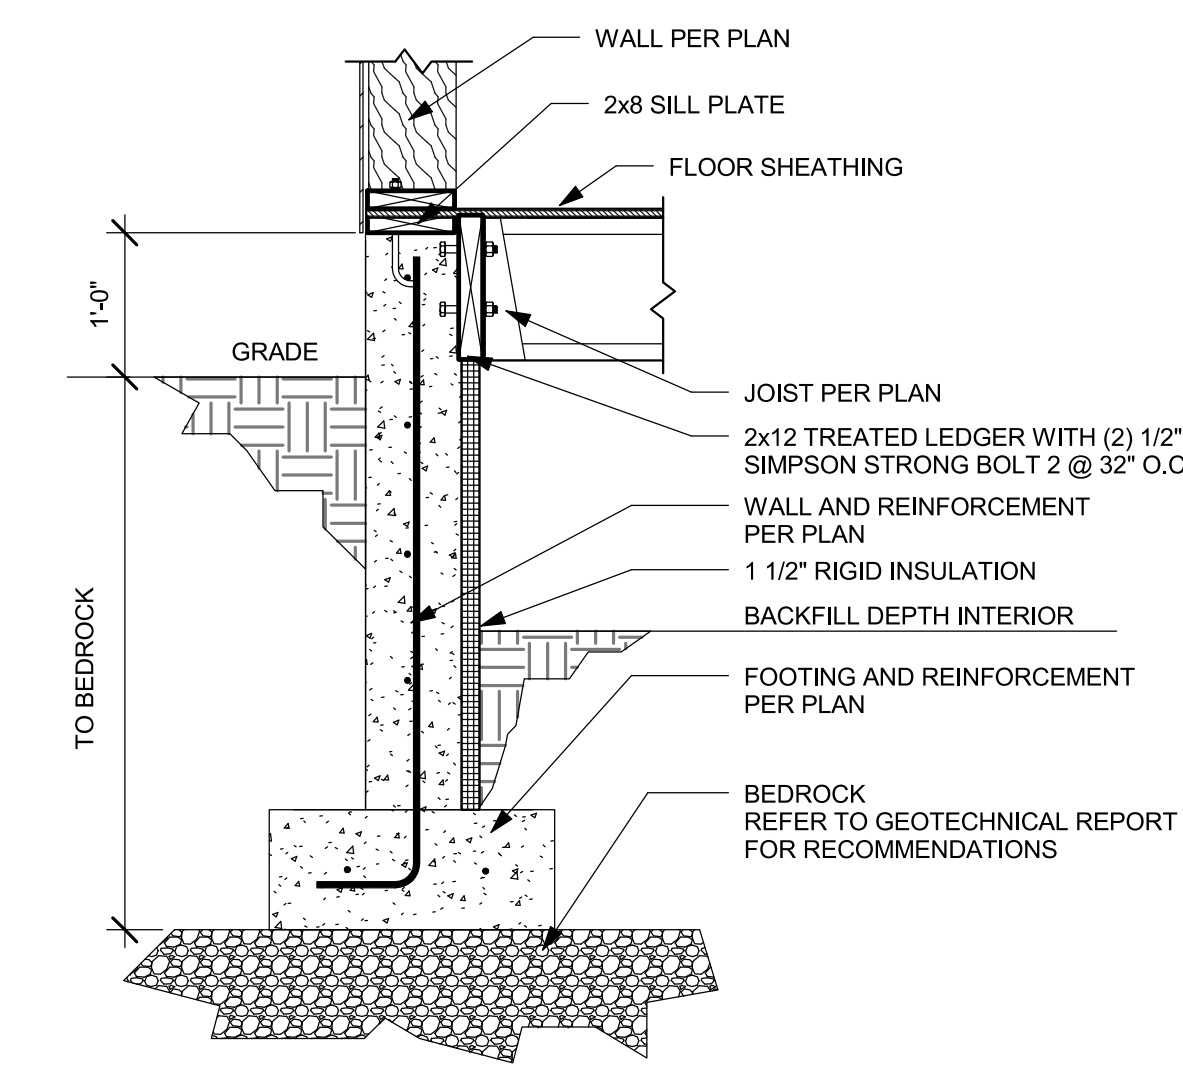 WALL PER PLAN
2x8 SILL PLATE
FLOOR SHEATHING
1'-0"
GRADE
JOIST PER PLAN
2x12 TREATED LEDGER WITH (2) 1/2"
SIMPSON STRONG BOLT 2 @ 32" O.C
WALL AND REINFORCEMENT
PER PLAN
1 1/2" RIGID INSULATION
BACKFILL DEPTH INTERIOR
TO BEDROCK
FOOTING AND REINFORCEMENT
PER PLAN
BEDROCK
REFER TO GEOTECHNICAL REPORT
FOR RECOMMENDATIONS